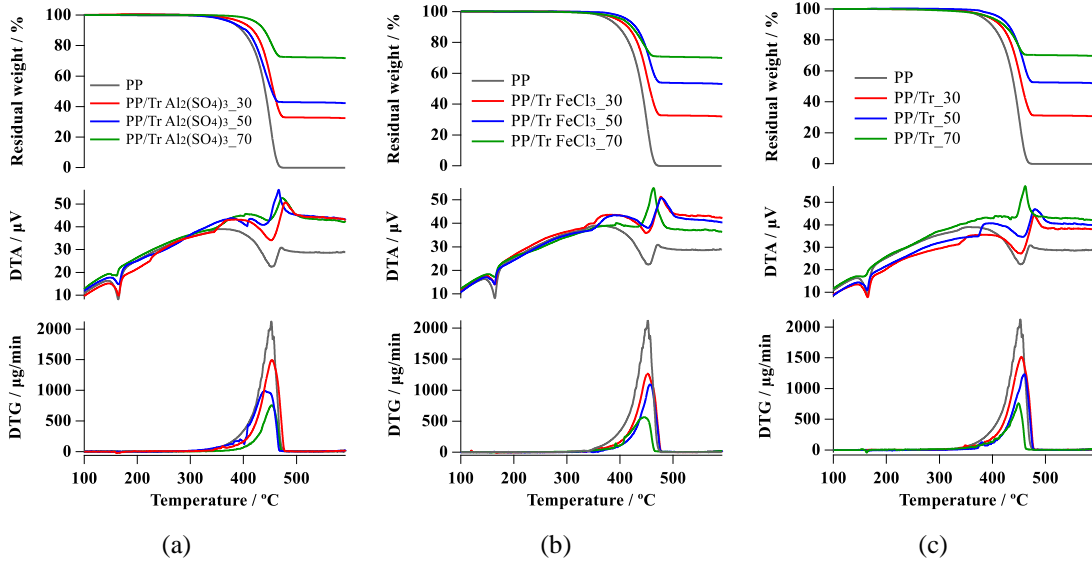 Residual weight / %
100
80
60
40
20
0
PP
PP/Tr Al2(SO4)3_30
PP/Tr Al2(SO4)3_50
PP/Tr Al2(SO4)3_70
DTA / µV
50
40
30
20
10
DTG / µg/min
2000
1500
1000
500
0
100 200 300 400 500
Temperature / ºC
(a)
Residual weight / %
100
80
60
40
20
0
PP
PP/Tr FeCl3_30
PP/Tr FeCl3_50
PP/Tr FeCl3_70
DTA / µV
50
40
30
20
10
DTG / µg/min
2000
1500
1000
500
0
100 200 300 400 500
Temperature / ºC
(b)
Residual weight / %
100
80
60
40
20
0
PP
PP/Tr_30
PP/Tr_50
PP/Tr_70
DTA / µV
50
40
30
20
10
DTG / µg/min
2000
1500
1000
500
0
100 200 300 400 500
Temperature / ºC
(c)